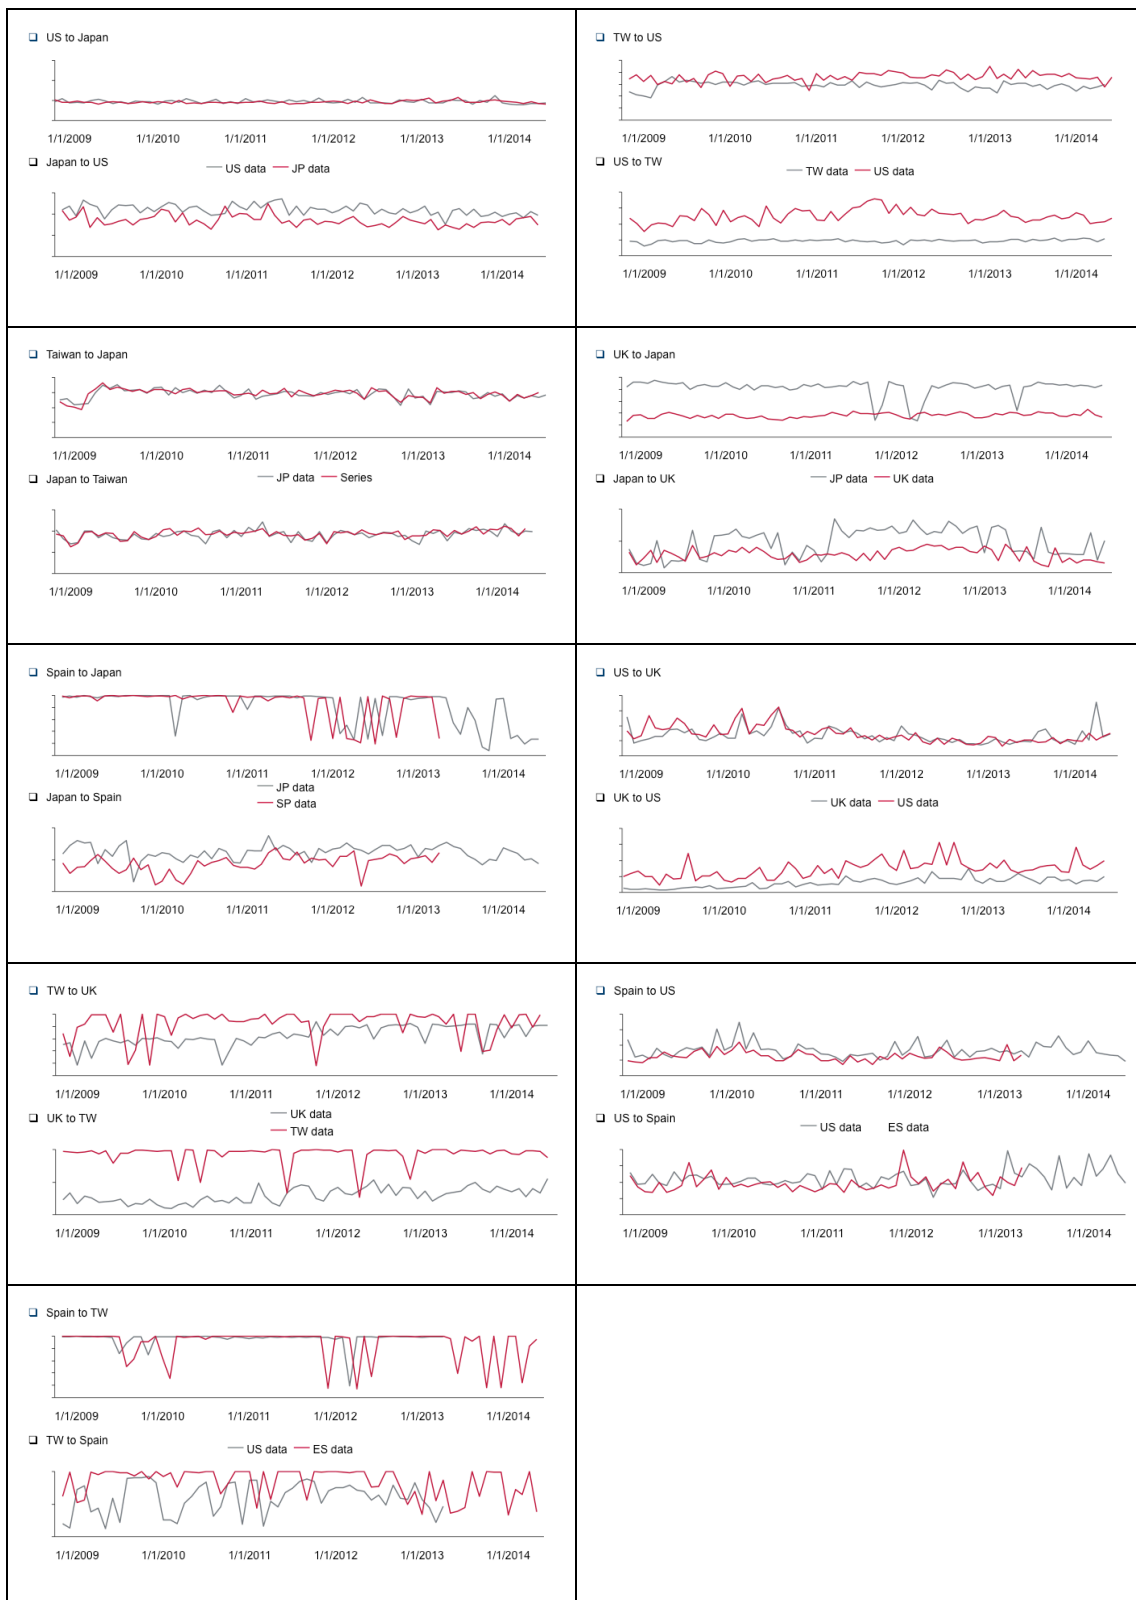 ❑ US to Japan
1/1/2009 1/1/2010 1/1/2011 1/1/2012 1/1/2013 1/1/2014
❑ Japan to US
US data JP data
1/1/2009 1/1/2010 1/1/2011 1/1/2012 1/1/2013 1/1/2014
❑ TW to US
1/1/2009 1/1/2010 1/1/2011 1/1/2012 1/1/2013 1/1/2014
❑ US to TW
TW data US data
1/1/2009 1/1/2010 1/1/2011 1/1/2012 1/1/2013 1/1/2014
❑ Taiwan to Japan
1/1/2009 1/1/2010 1/1/2011 1/1/2012 1/1/2013 1/1/2014
❑ Japan to Taiwan
JP data Series
1/1/2009 1/1/2010 1/1/2011 1/1/2012 1/1/2013 1/1/2014
❑ UK to Japan
1/1/2009 1/1/2010 1/1/2011 1/1/2012 1/1/2013 1/1/2014
❑ Japan to UK
JP data UK data
1/1/2009 1/1/2010 1/1/2011 1/1/2012 1/1/2013 1/1/2014
❑ Spain to Japan
1/1/2009 1/1/2010 1/1/2011 1/1/2012 1/1/2013 1/1/2014
JP data
❑ Japan to Spain
SP data
1/1/2009 1/1/2010 1/1/2011 1/1/2012 1/1/2013 1/1/2014
❑ US to UK
1/1/2009 1/1/2010 1/1/2011 1/1/2012 1/1/2013 1/1/2014
❑ UK to US
UK data US data
1/1/2009 1/1/2010 1/1/2011 1/1/2012 1/1/2013 1/1/2014
❑ TW to UK
1/1/2009 1/1/2010 1/1/2011 1/1/2012 1/1/2013 1/1/2014
UK data
❑ UK to TW
TW data
1/1/2009 1/1/2010 1/1/2011 1/1/2012 1/1/2013 1/1/2014
❑ Spain to US
1/1/2009 1/1/2010 1/1/2011 1/1/2012 1/1/2013 1/1/2014
❑ US to Spain
US data ES data
1/1/2009 1/1/2010 1/1/2011 1/1/2012 1/1/2013 1/1/2014
❑ Spain to TW
1/1/2009 1/1/2010 1/1/2011 1/1/2012 1/1/2013 1/1/2014
❑ TW to Spain
US data ES data
1/1/2009 1/1/2010 1/1/2011 1/1/2012 1/1/2013 1/1/2014